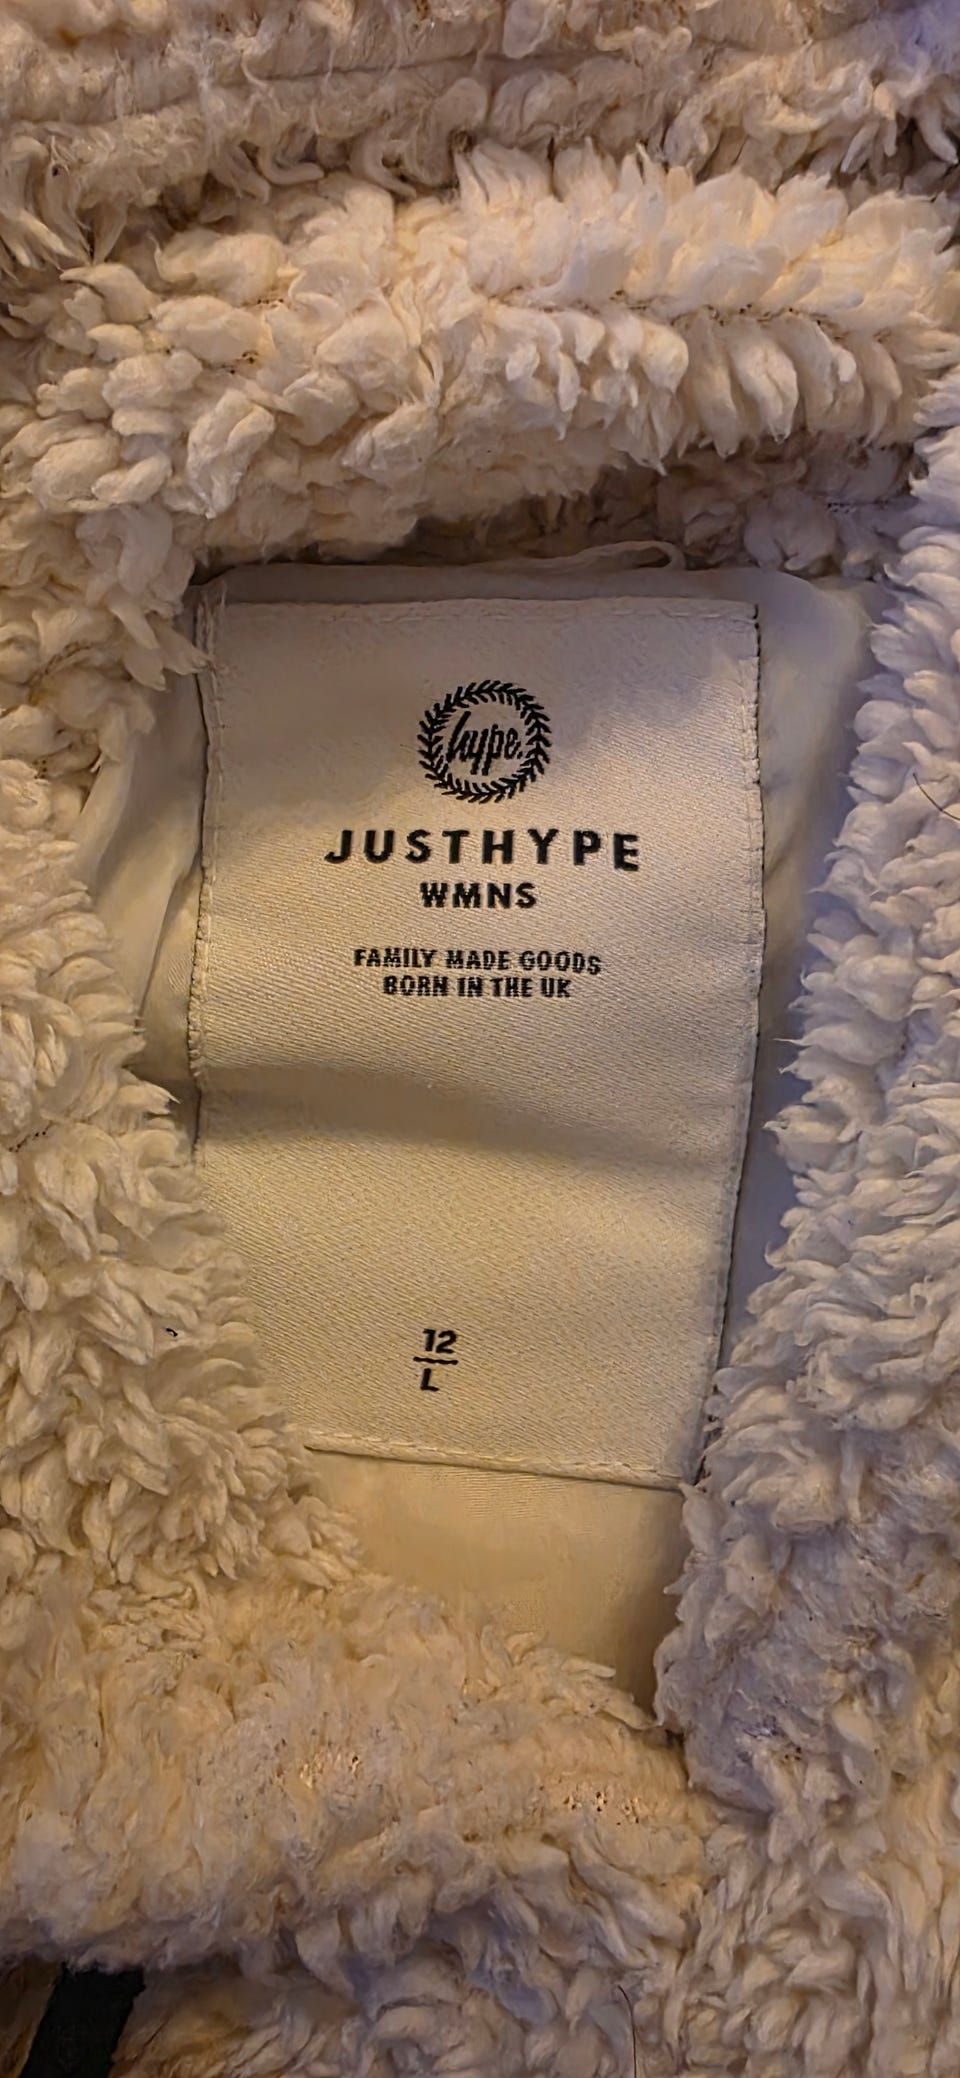 hype.
JUSTHYPE
WMNS
FAMILY MADE GOODS
BORN IN THE UK
12
L